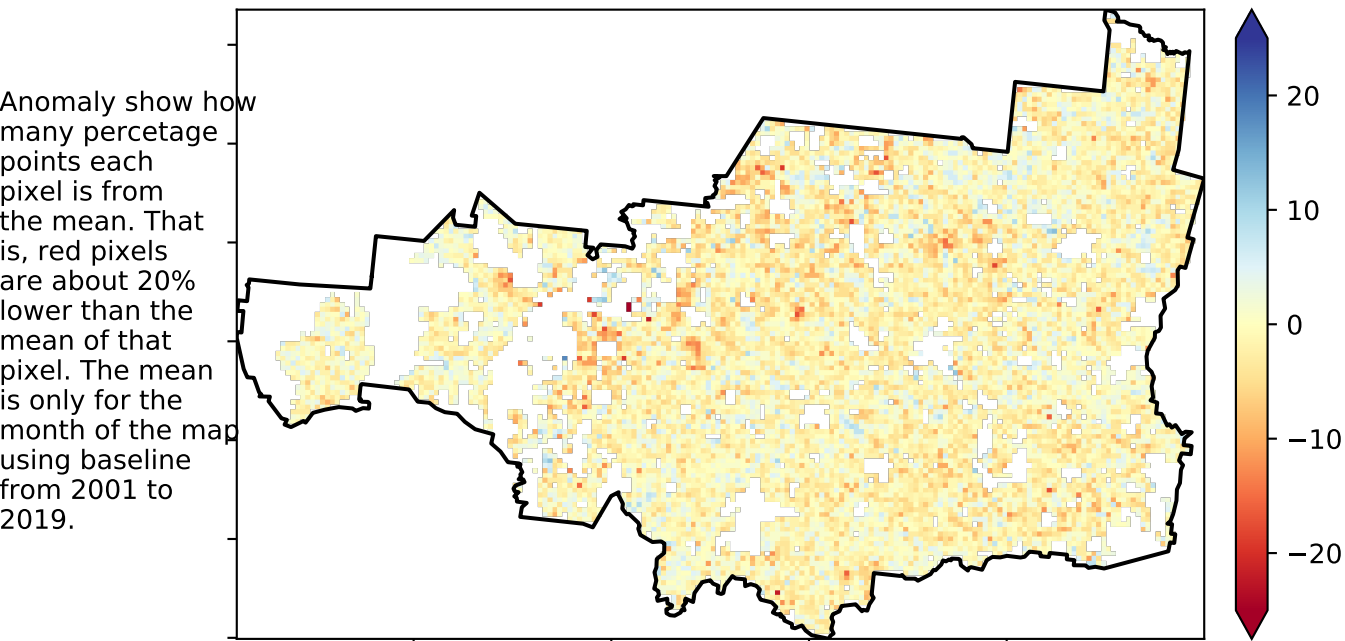 Anomaly show how
many percetage
points each
pixel is from
the mean. That
is, red pixels
are about 20%
lower than the
mean of that
pixel. The mean
is only for the
month of the map
using baseline
from 2001 to
2019.
20
10
0
−10
−20